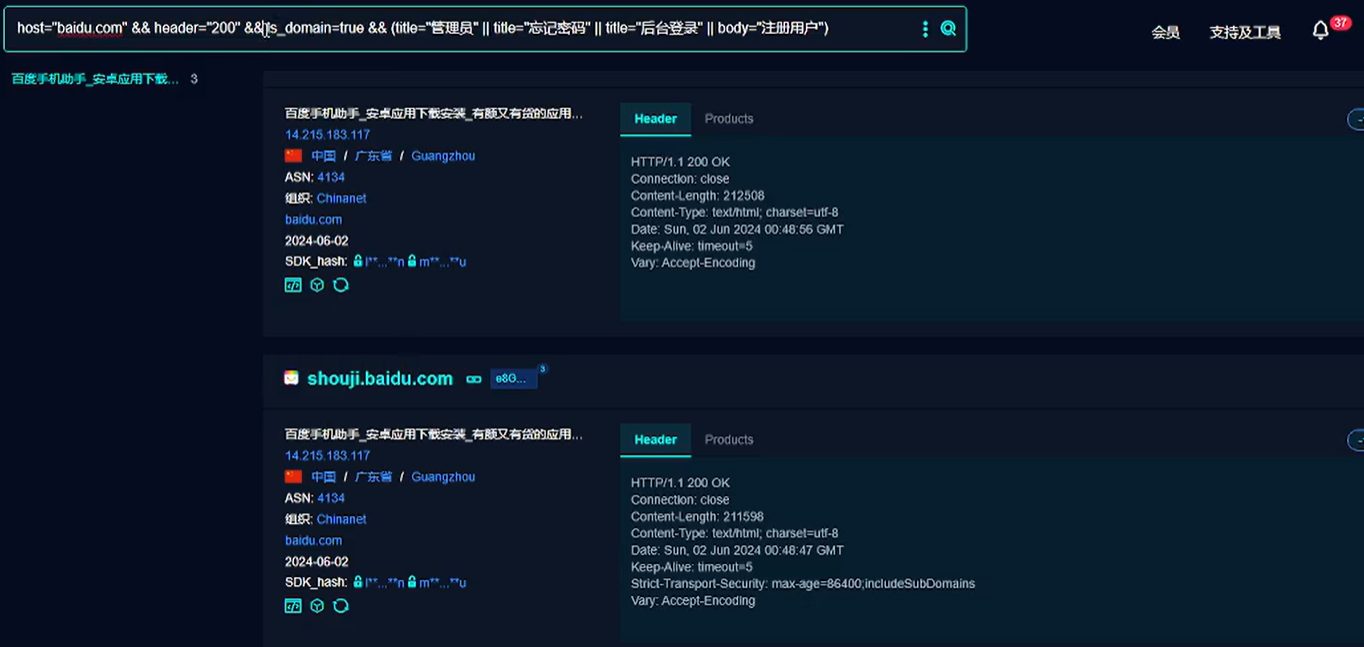 host="baidu.com" && header="200" && is_domain=true && (title="管理员" || title="忘记密码" || title="后台登录" || body="注册用户")
会员
支持及工具
37
百度手机助手_安卓应用下载... 3
百度手机助手_安卓应用下载安装_有颜又有货的应用...
14.215.183.117
中国 / 广东省 / Guangzhou
ASN: 4134
组织: Chinanet
baidu.com
2024-06-02
SDK_hash: l**...**n m**...**u
Header Products
HTTP/1.1 200 OK
Connection: close
Content-Length: 212508
Content-Type: text/html; charset=utf-8
Date: Sun, 02 Jun 2024 00:48:56 GMT
Keep-Alive: timeout=5
Vary: Accept-Encoding
shouji.baidu.com e8G... 3
百度手机助手_安卓应用下载安装_有颜又有货的应用...
14.215.183.117
中国 / 广东省 / Guangzhou
ASN: 4134
组织: Chinanet
baidu.com
2024-06-02
SDK_hash: l**...**n m**...**u
Header Products
HTTP/1.1 200 OK
Connection: close
Content-Length: 211598
Content-Type: text/html; charset=utf-8
Date: Sun, 02 Jun 2024 00:48:47 GMT
Keep-Alive: timeout=5
Strict-Transport-Security: max-age=86400;includeSubDomains
Vary: Accept-Encoding